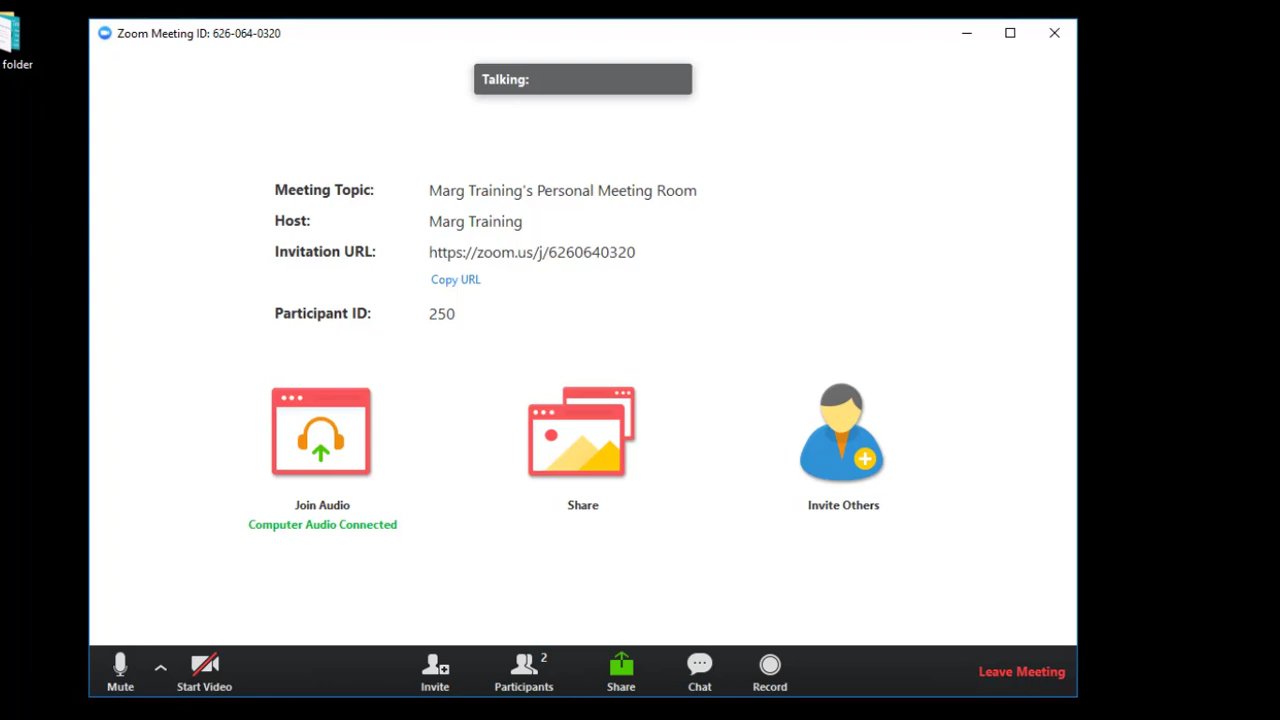 folder
Zoom Meeting ID: 626-064-0320
Talking:
Meeting Topic: Marg Training's Personal Meeting Room
Host: Marg Training
Invitation URL: https://zoom.us/j/6260640320
Copy URL
Participant ID: 250
Join Audio
Computer Audio Connected
Share
Invite Others
Mute
Start Video
Invite
Participants 2
Share
Chat
Record
Leave Meeting